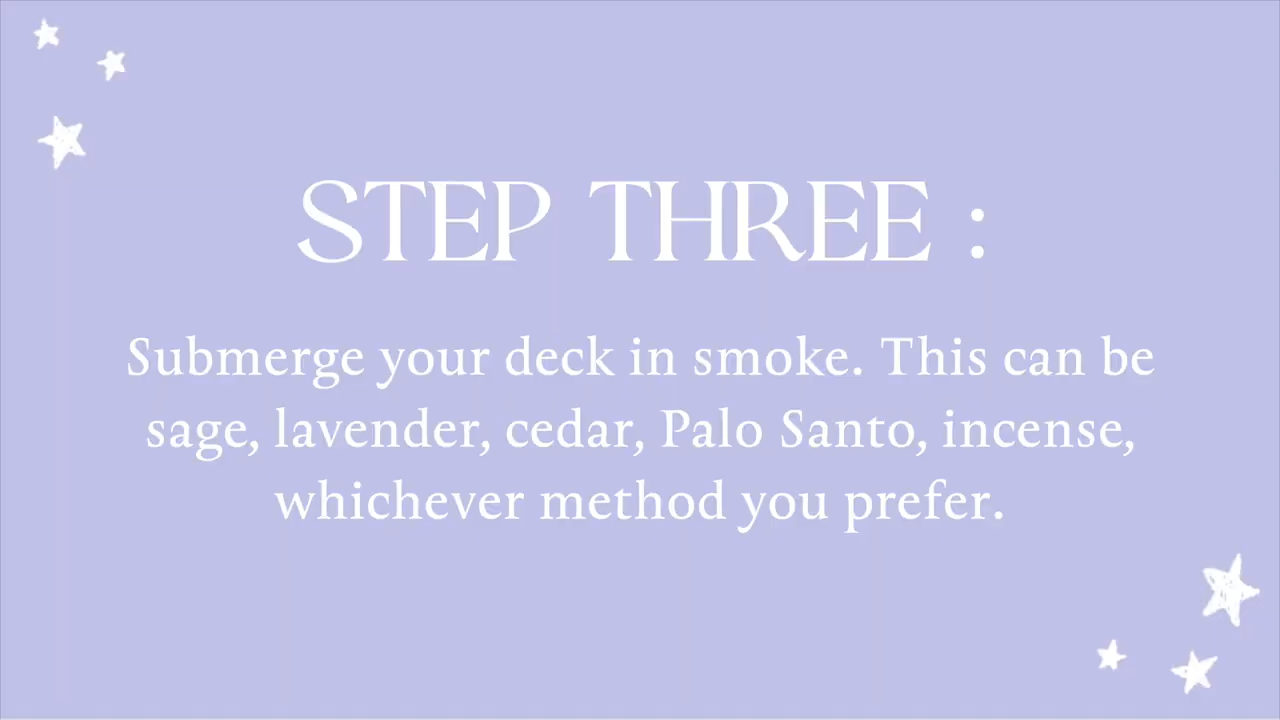 STEP THREE :
Submerge your deck in smoke. This can be
sage, lavender, cedar, Palo Santo, incense,
whichever method you prefer.